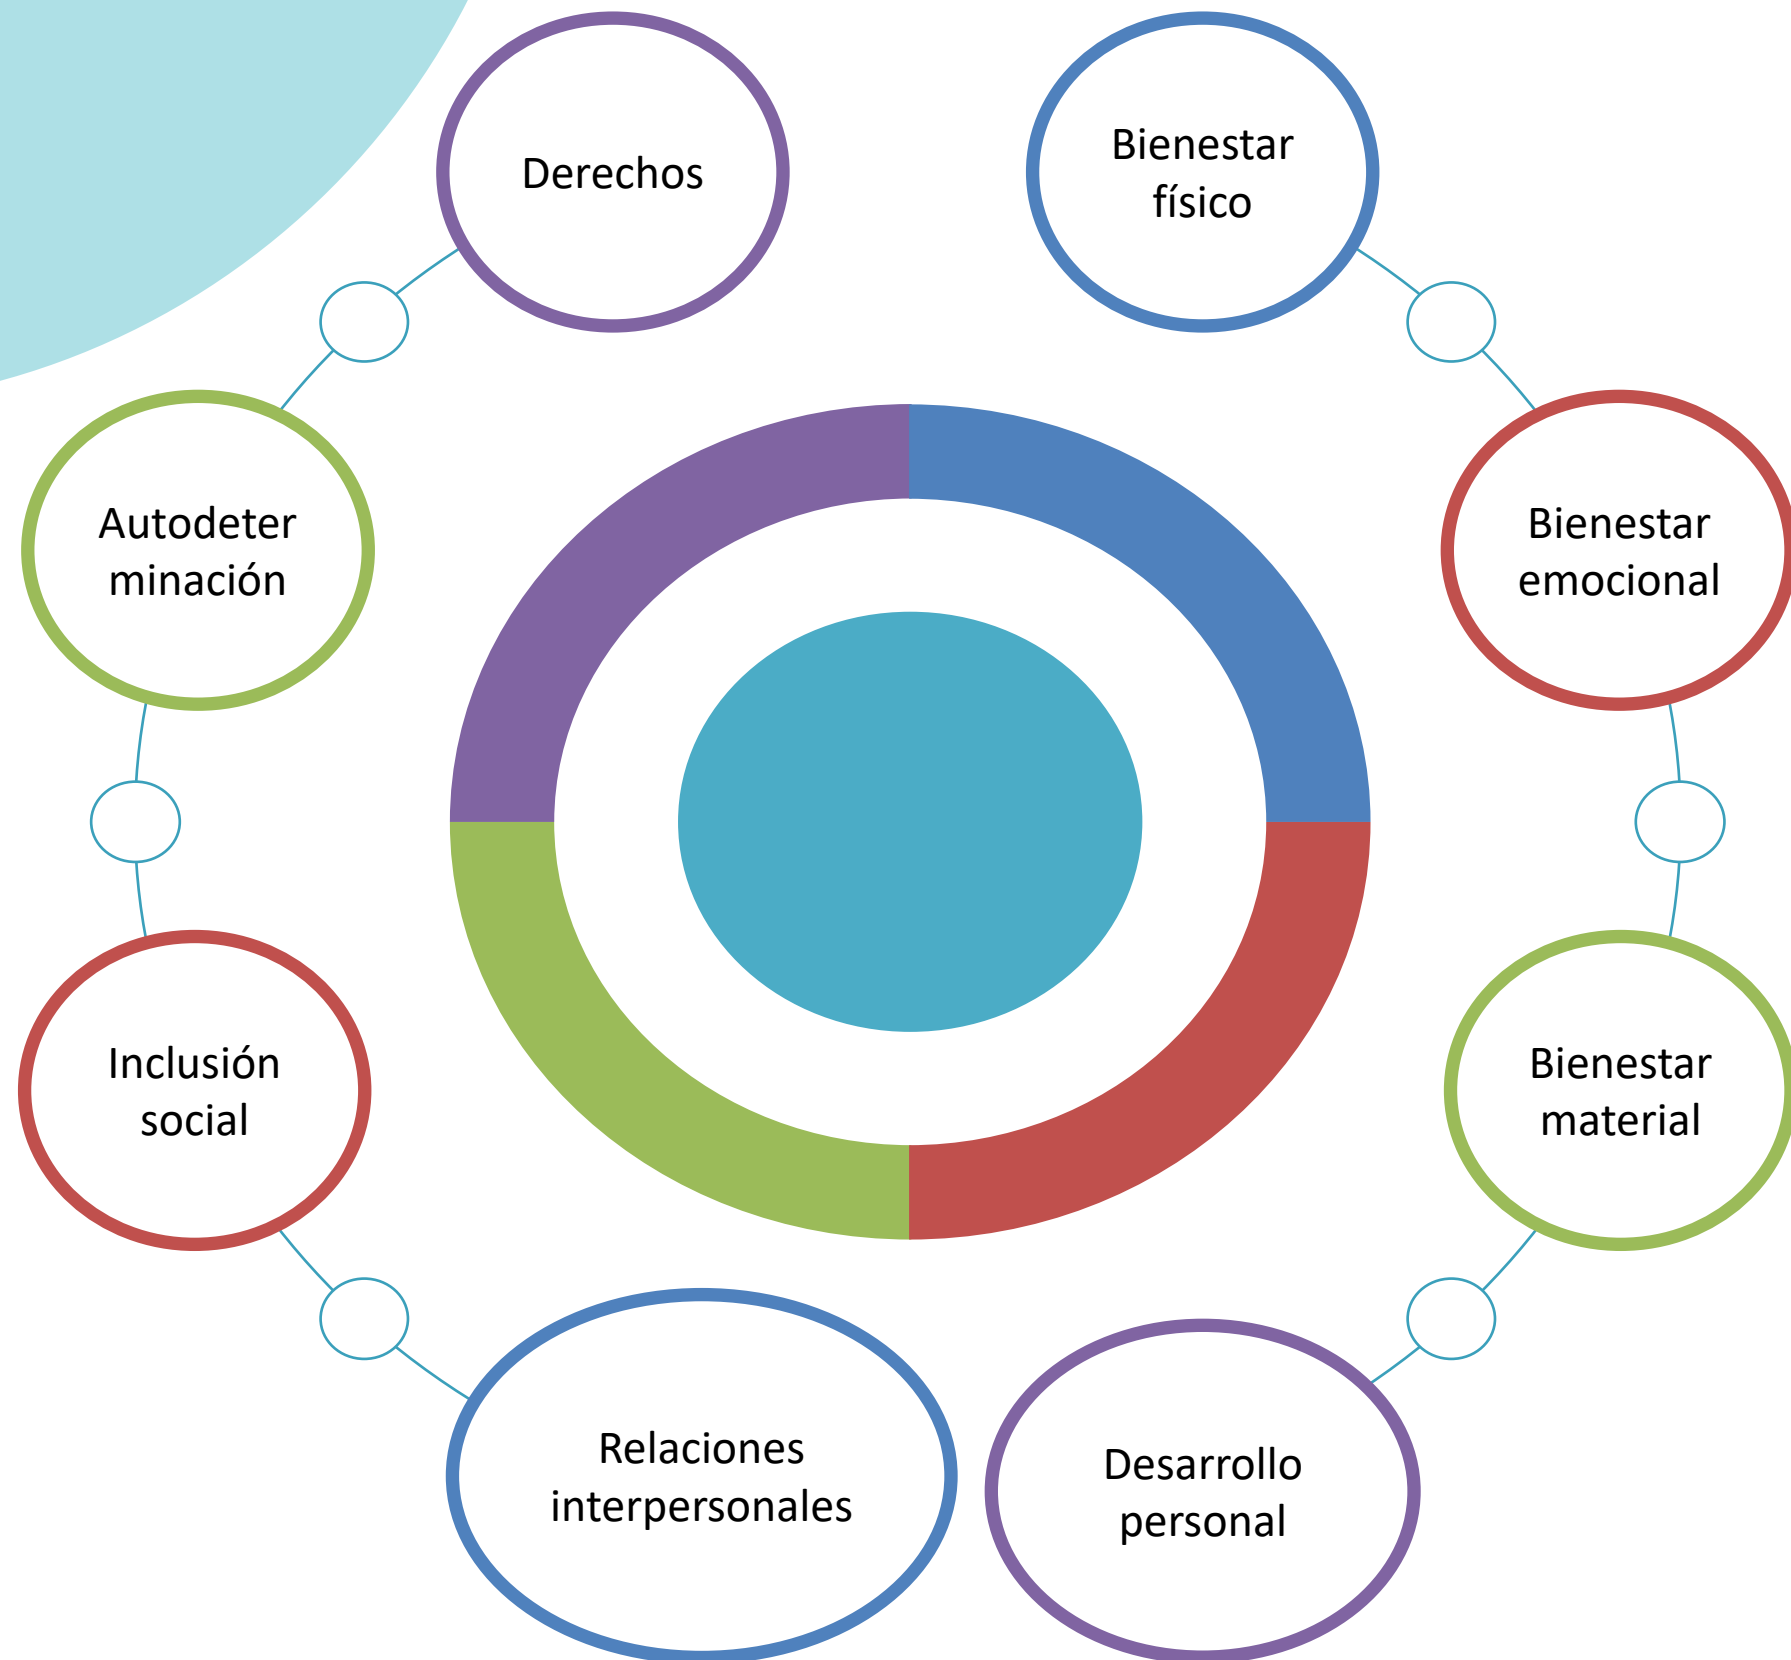 Derechos
Bienestar
físico
Autodeter
minación
Bienestar
emocional
Inclusión
social
Bienestar
material
Relaciones
interpersonales
Desarrollo
personal